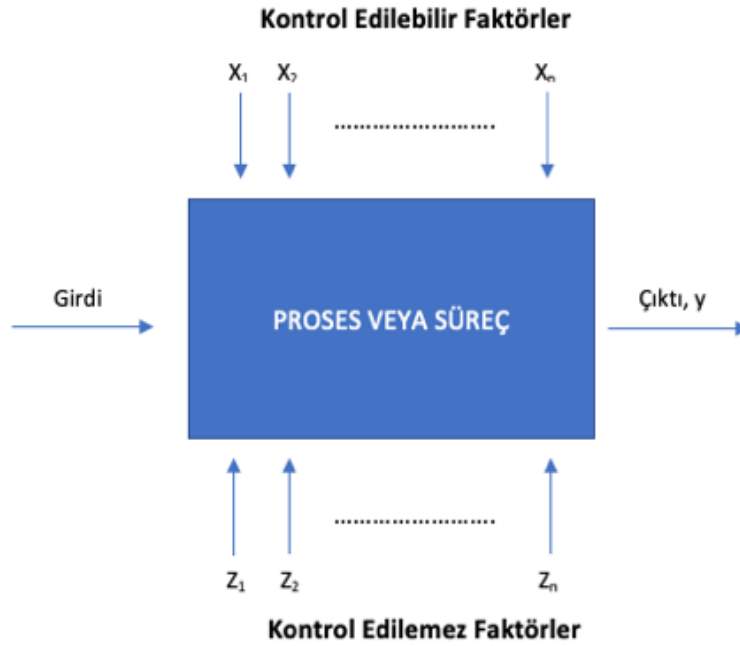 Kontrol Edilebilir Faktörler
X₁ X₂ Xₙ
..........................
Girdi
PROSES VEYA SÜREÇ
Çıktı, y
..........................
Z₁ Z₂ Zₙ
Kontrol Edilemez Faktörler